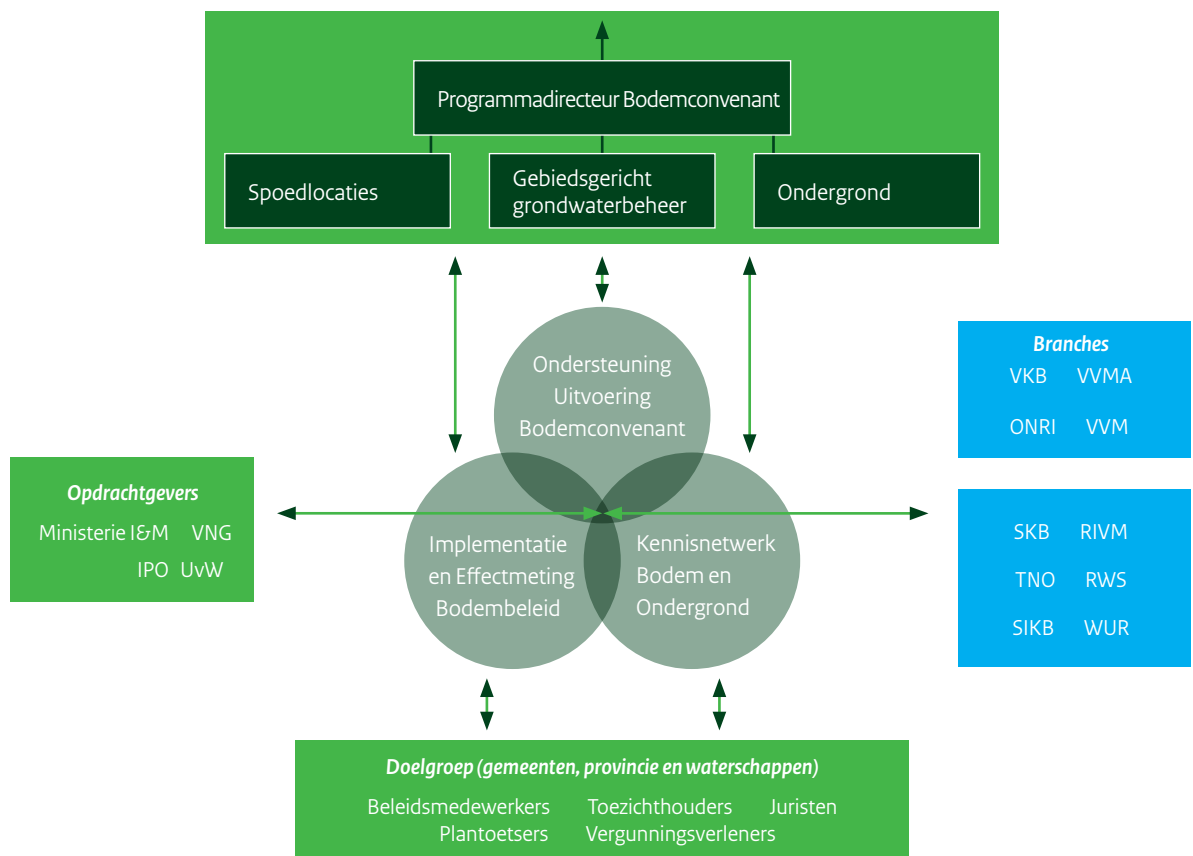 Programmadirecteur Bodemconvenant
Spoedlocaties
Gebiedsgericht
grondwaterbeheer
Ondergrond
Ondersteuning
Uitvoering
Bodemconvenant
Branches
VKB VVMA
ONRI VVM
Opdrachtgevers
Ministerie I&M VNG
IPO UvW
Implementatie
en Effectmeting
Bodembeleid
Kennisnetwerk
Bodem en
Ondergrond
SKB RIVM
TNO RWS
SIKB WUR
Doelgroep (gemeenten, provincie en waterschappen)
Beleidsmedewerkers Toezichthouders Juristen
Plantoetsers Vergunningsverleners